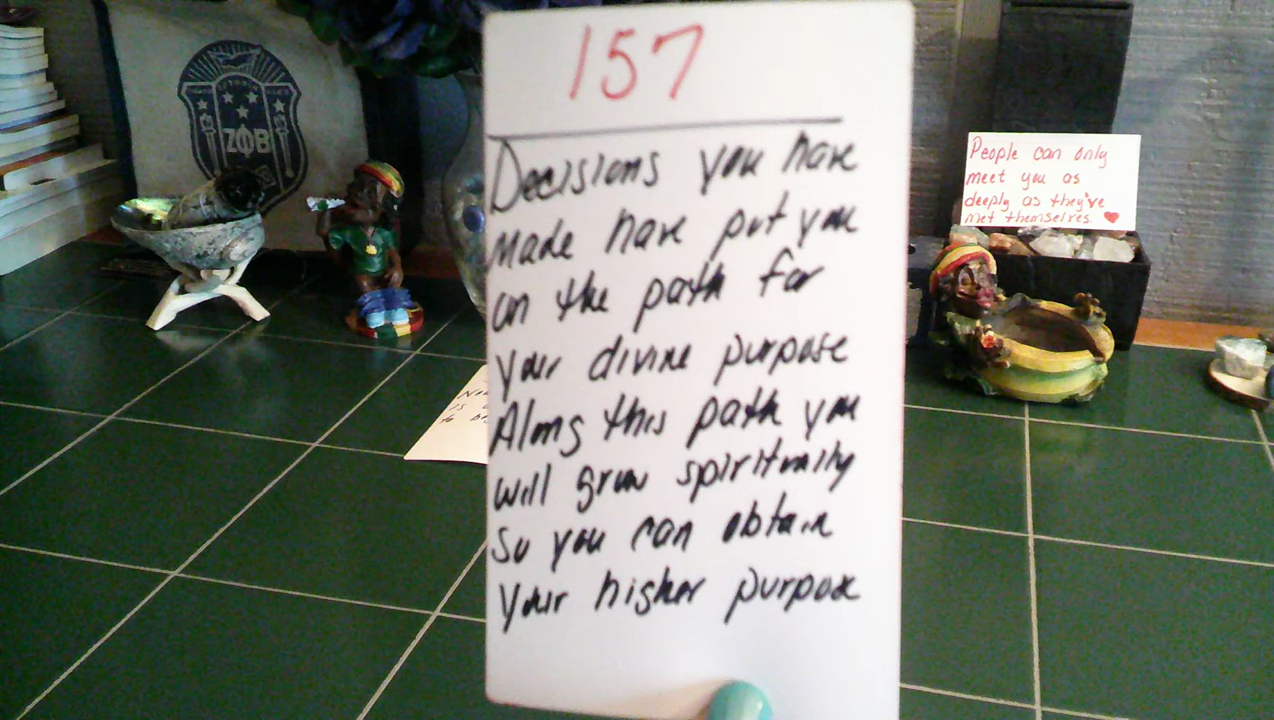 157
Decisions you have
made have put you
on the path for
your divine purpose
Along this path you
will grow spiritually
so you can obtain
your higher purpose
People can only
meet you as
deeply as they've
met themselves
ΖΦΒ